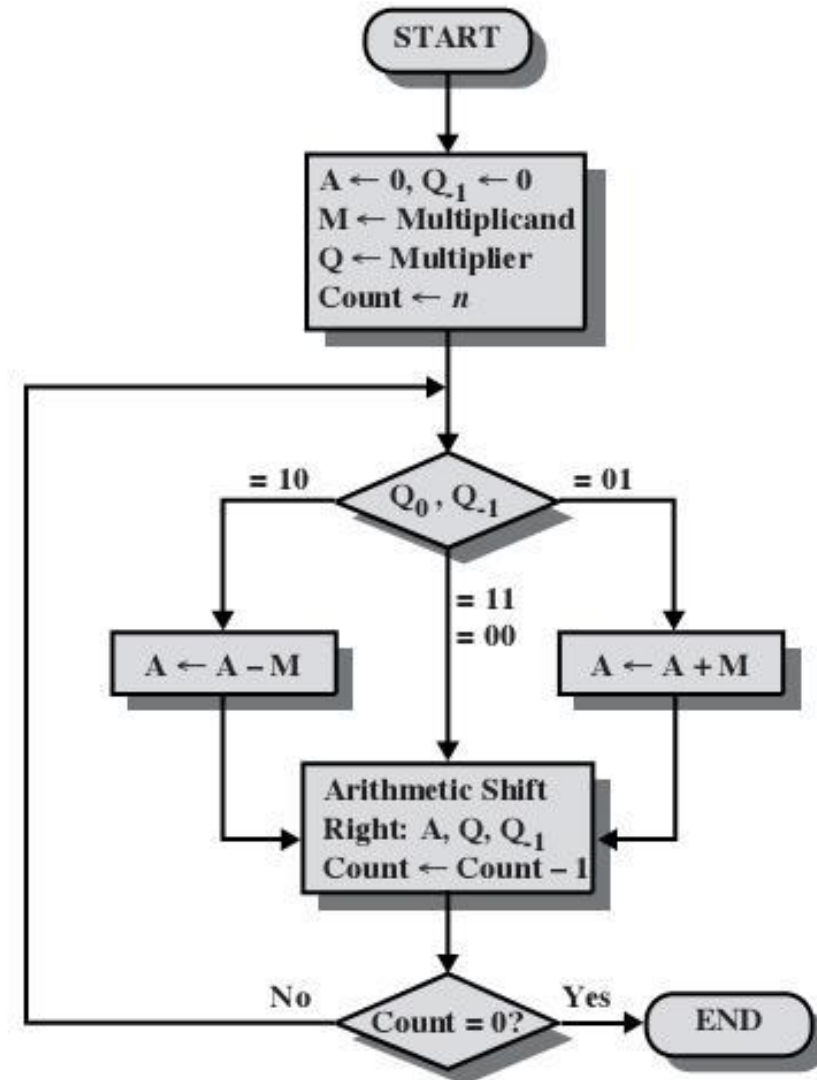 START
A ← 0, Q₋₁ ← 0
M ← Multiplicand
Q ← Multiplier
Count ← n
= 10
Q₀ , Q₋₁
= 01
= 11
= 00
A ← A – M
A ← A + M
Arithmetic Shift
Right: A, Q, Q₋₁
Count ← Count – 1
No
Count = 0?
Yes
END